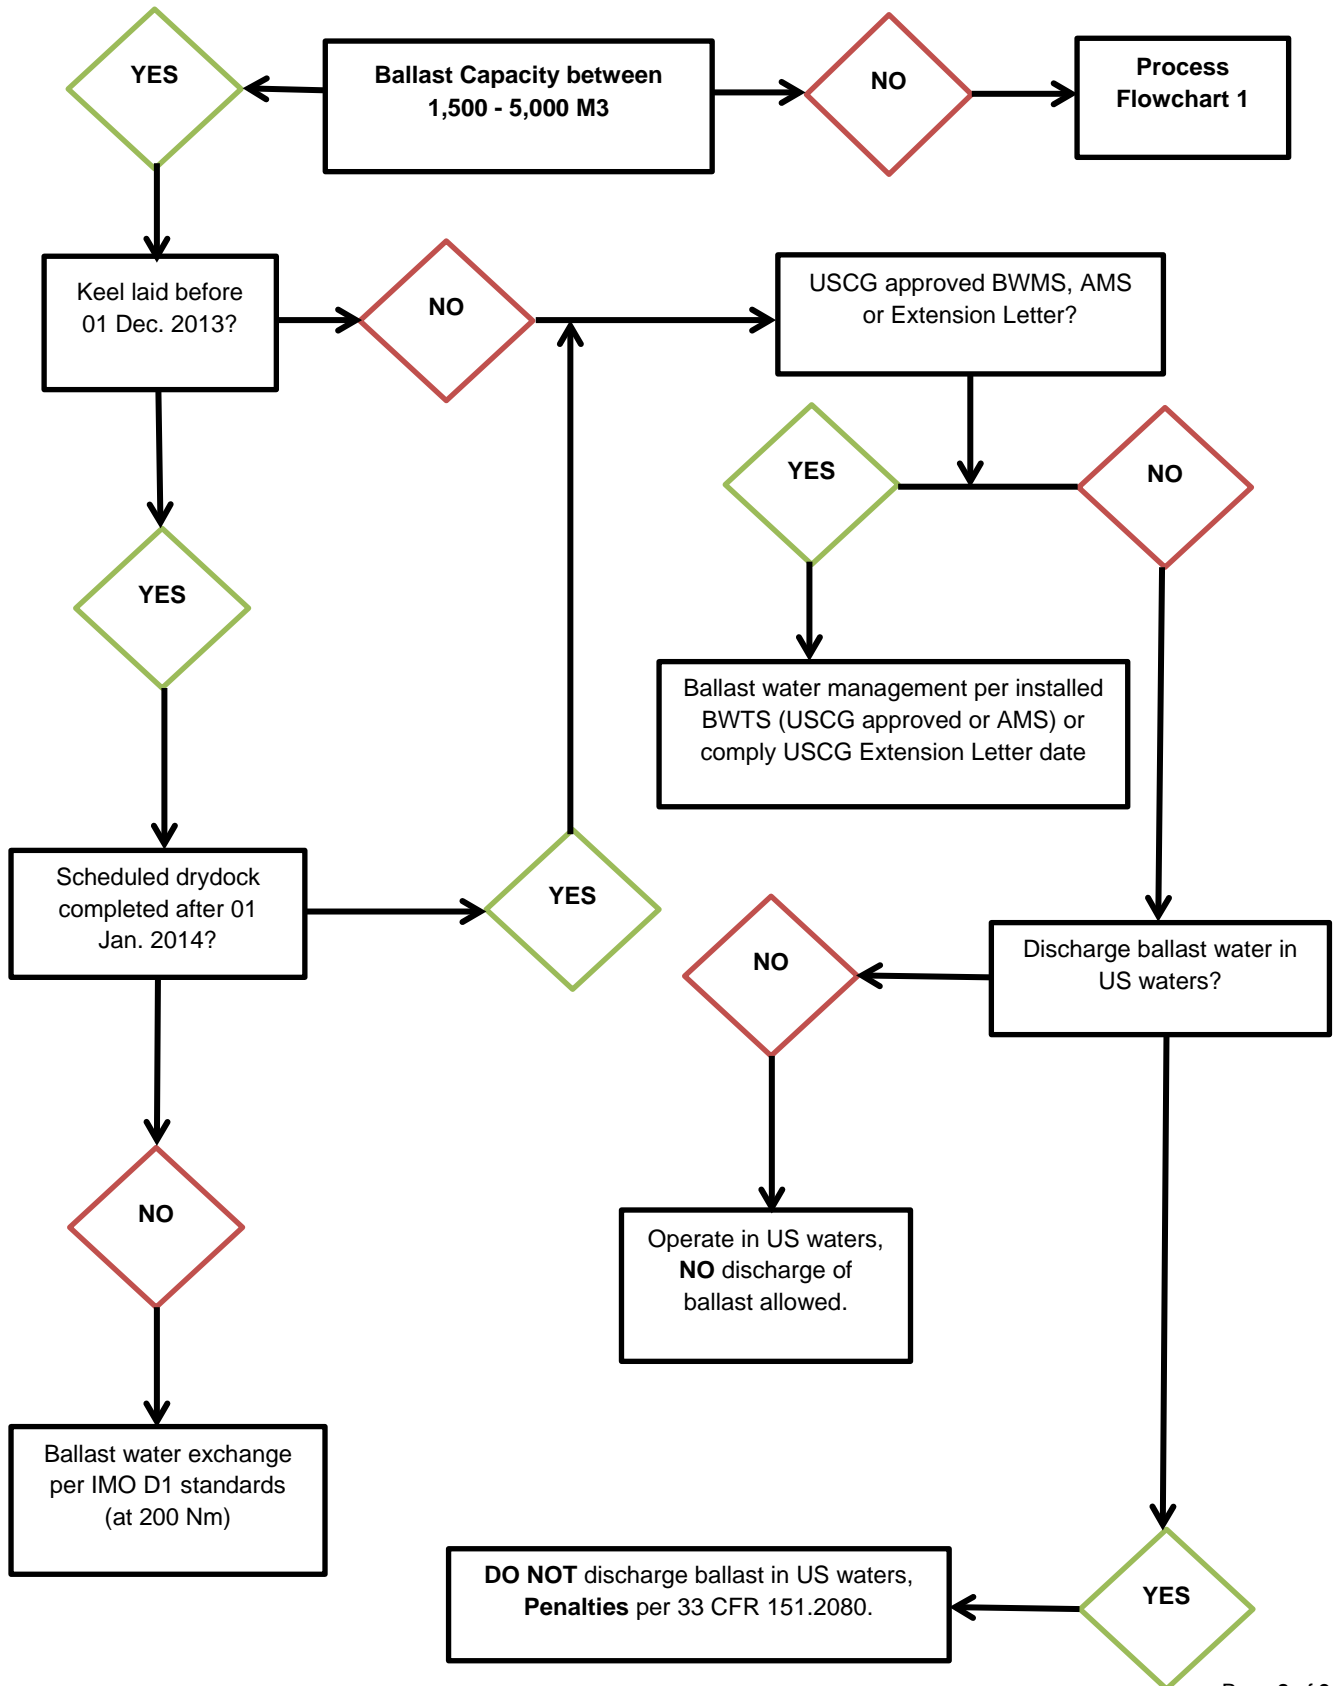 YES
Ballast Capacity between
1,500 - 5,000 M3
NO
Process
Flowchart 1
Keel laid before
01 Dec. 2013?
NO
USCG approved BWMS, AMS
or Extension Letter?
YES
NO
YES
Ballast water management per installed
BWTS (USCG approved or AMS) or
comply USCG Extension Letter date
Scheduled drydock
completed after 01
Jan. 2014?
YES
NO
Discharge ballast water in
US waters?
NO
Operate in US waters,
NO discharge of
ballast allowed.
Ballast water exchange
per IMO D1 standards
(at 200 Nm)
DO NOT discharge ballast in US waters,
Penalties per 33 CFR 151.2080.
YES